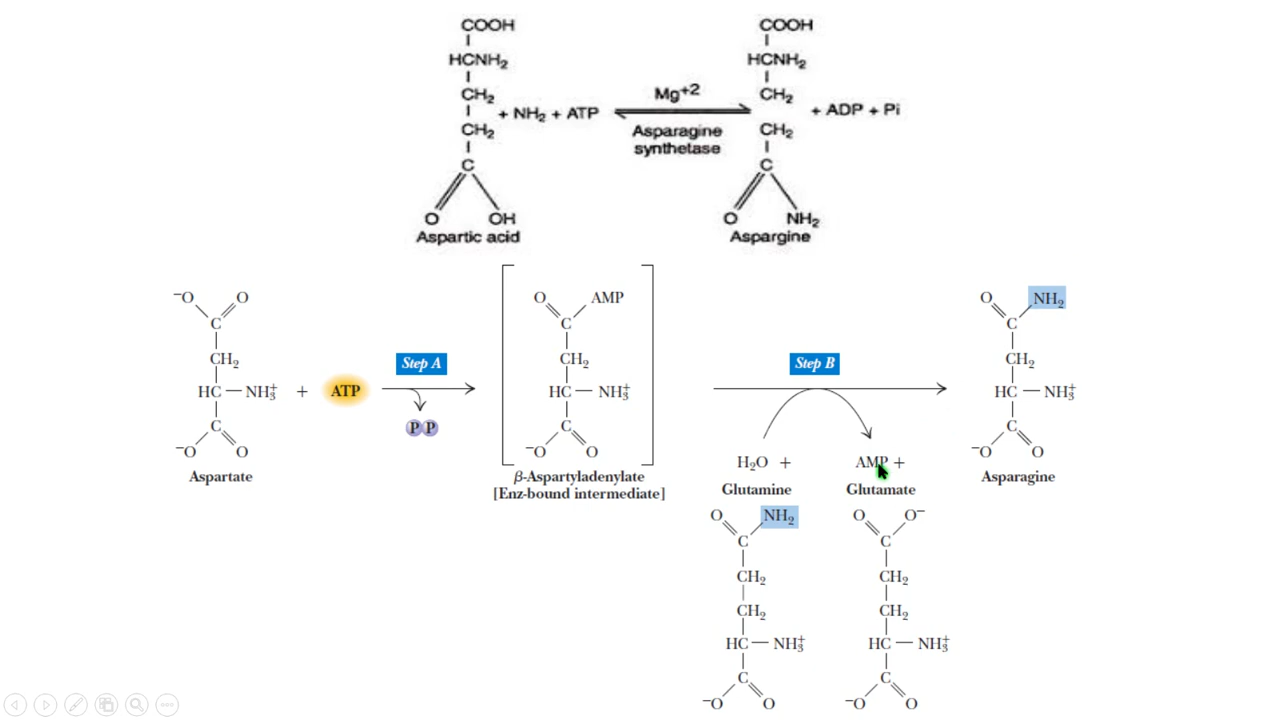 COOH
HCNH₂
CH₂
CH₂
C
O OH
Aspartic acid
+ NH₂ + ATP
Mg+2
Asparagine
synthetase
COOH
HCNH₂
CH₂
CH₂
C
O NH₂
Aspargine
+ ADP + Pi
⁻O O
C
CH₂
HC — NH₃⁺
C
⁻O O
Aspartate
+
ATP
Step A
P P
O AMP
C
CH₂
HC — NH₃⁺
C
⁻O O
β-Aspartyladenylate
[Enz-bound intermediate]
Step B
H₂O +
Glutamine
AMP +
Glutamate
O NH₂
C
CH₂
HC — NH₃⁺
C
⁻O O
Asparagine
O NH₂
C
CH₂
CH₂
HC — NH₃⁺
C
⁻O O
O O⁻
C
CH₂
CH₂
HC — NH₃⁺
C
⁻O O